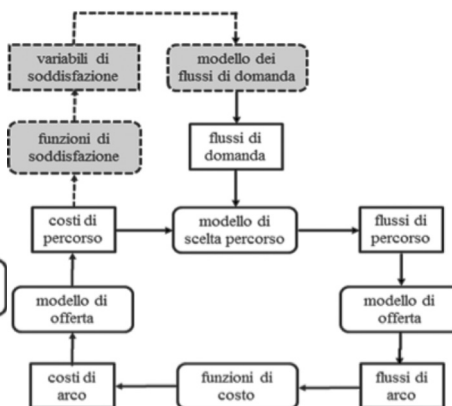 variabili di
soddisfazione
modello dei
flussi di domanda
funzioni di
soddisfazione
flussi di
domanda
costi di
percorso
modello di
scelta percorso
flussi di
percorso
modello di
offerta
modello di
offerta
costi di
arco
funzioni di
costo
flussi di
arco